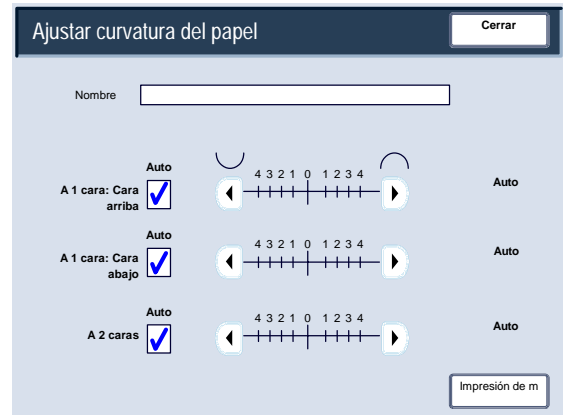 Ajustar curvatura del papel
Cerrar
Nombre
Auto
4 3 2 1 0 1 2 3 4
A 1 cara: Cara
arriba
Auto
Auto
4 3 2 1 0 1 2 3 4
A 1 cara: Cara
abajo
Auto
Auto
4 3 2 1 0 1 2 3 4
A 2 caras
Auto
Impresión de m